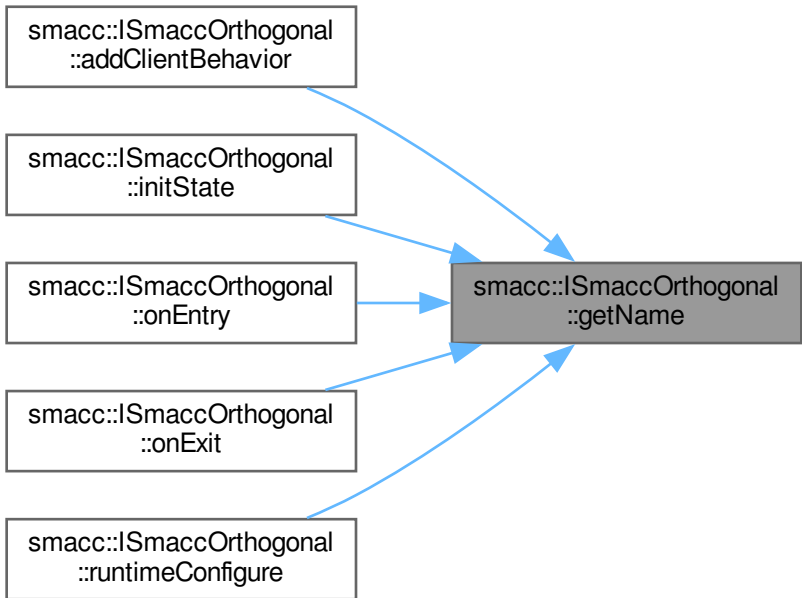 smacc::ISmaccOrthogonal
::addClientBehavior
smacc::ISmaccOrthogonal
::initState
smacc::ISmaccOrthogonal
::onEntry
smacc::ISmaccOrthogonal
::getName
smacc::ISmaccOrthogonal
::onExit
smacc::ISmaccOrthogonal
::runtimeConfigure